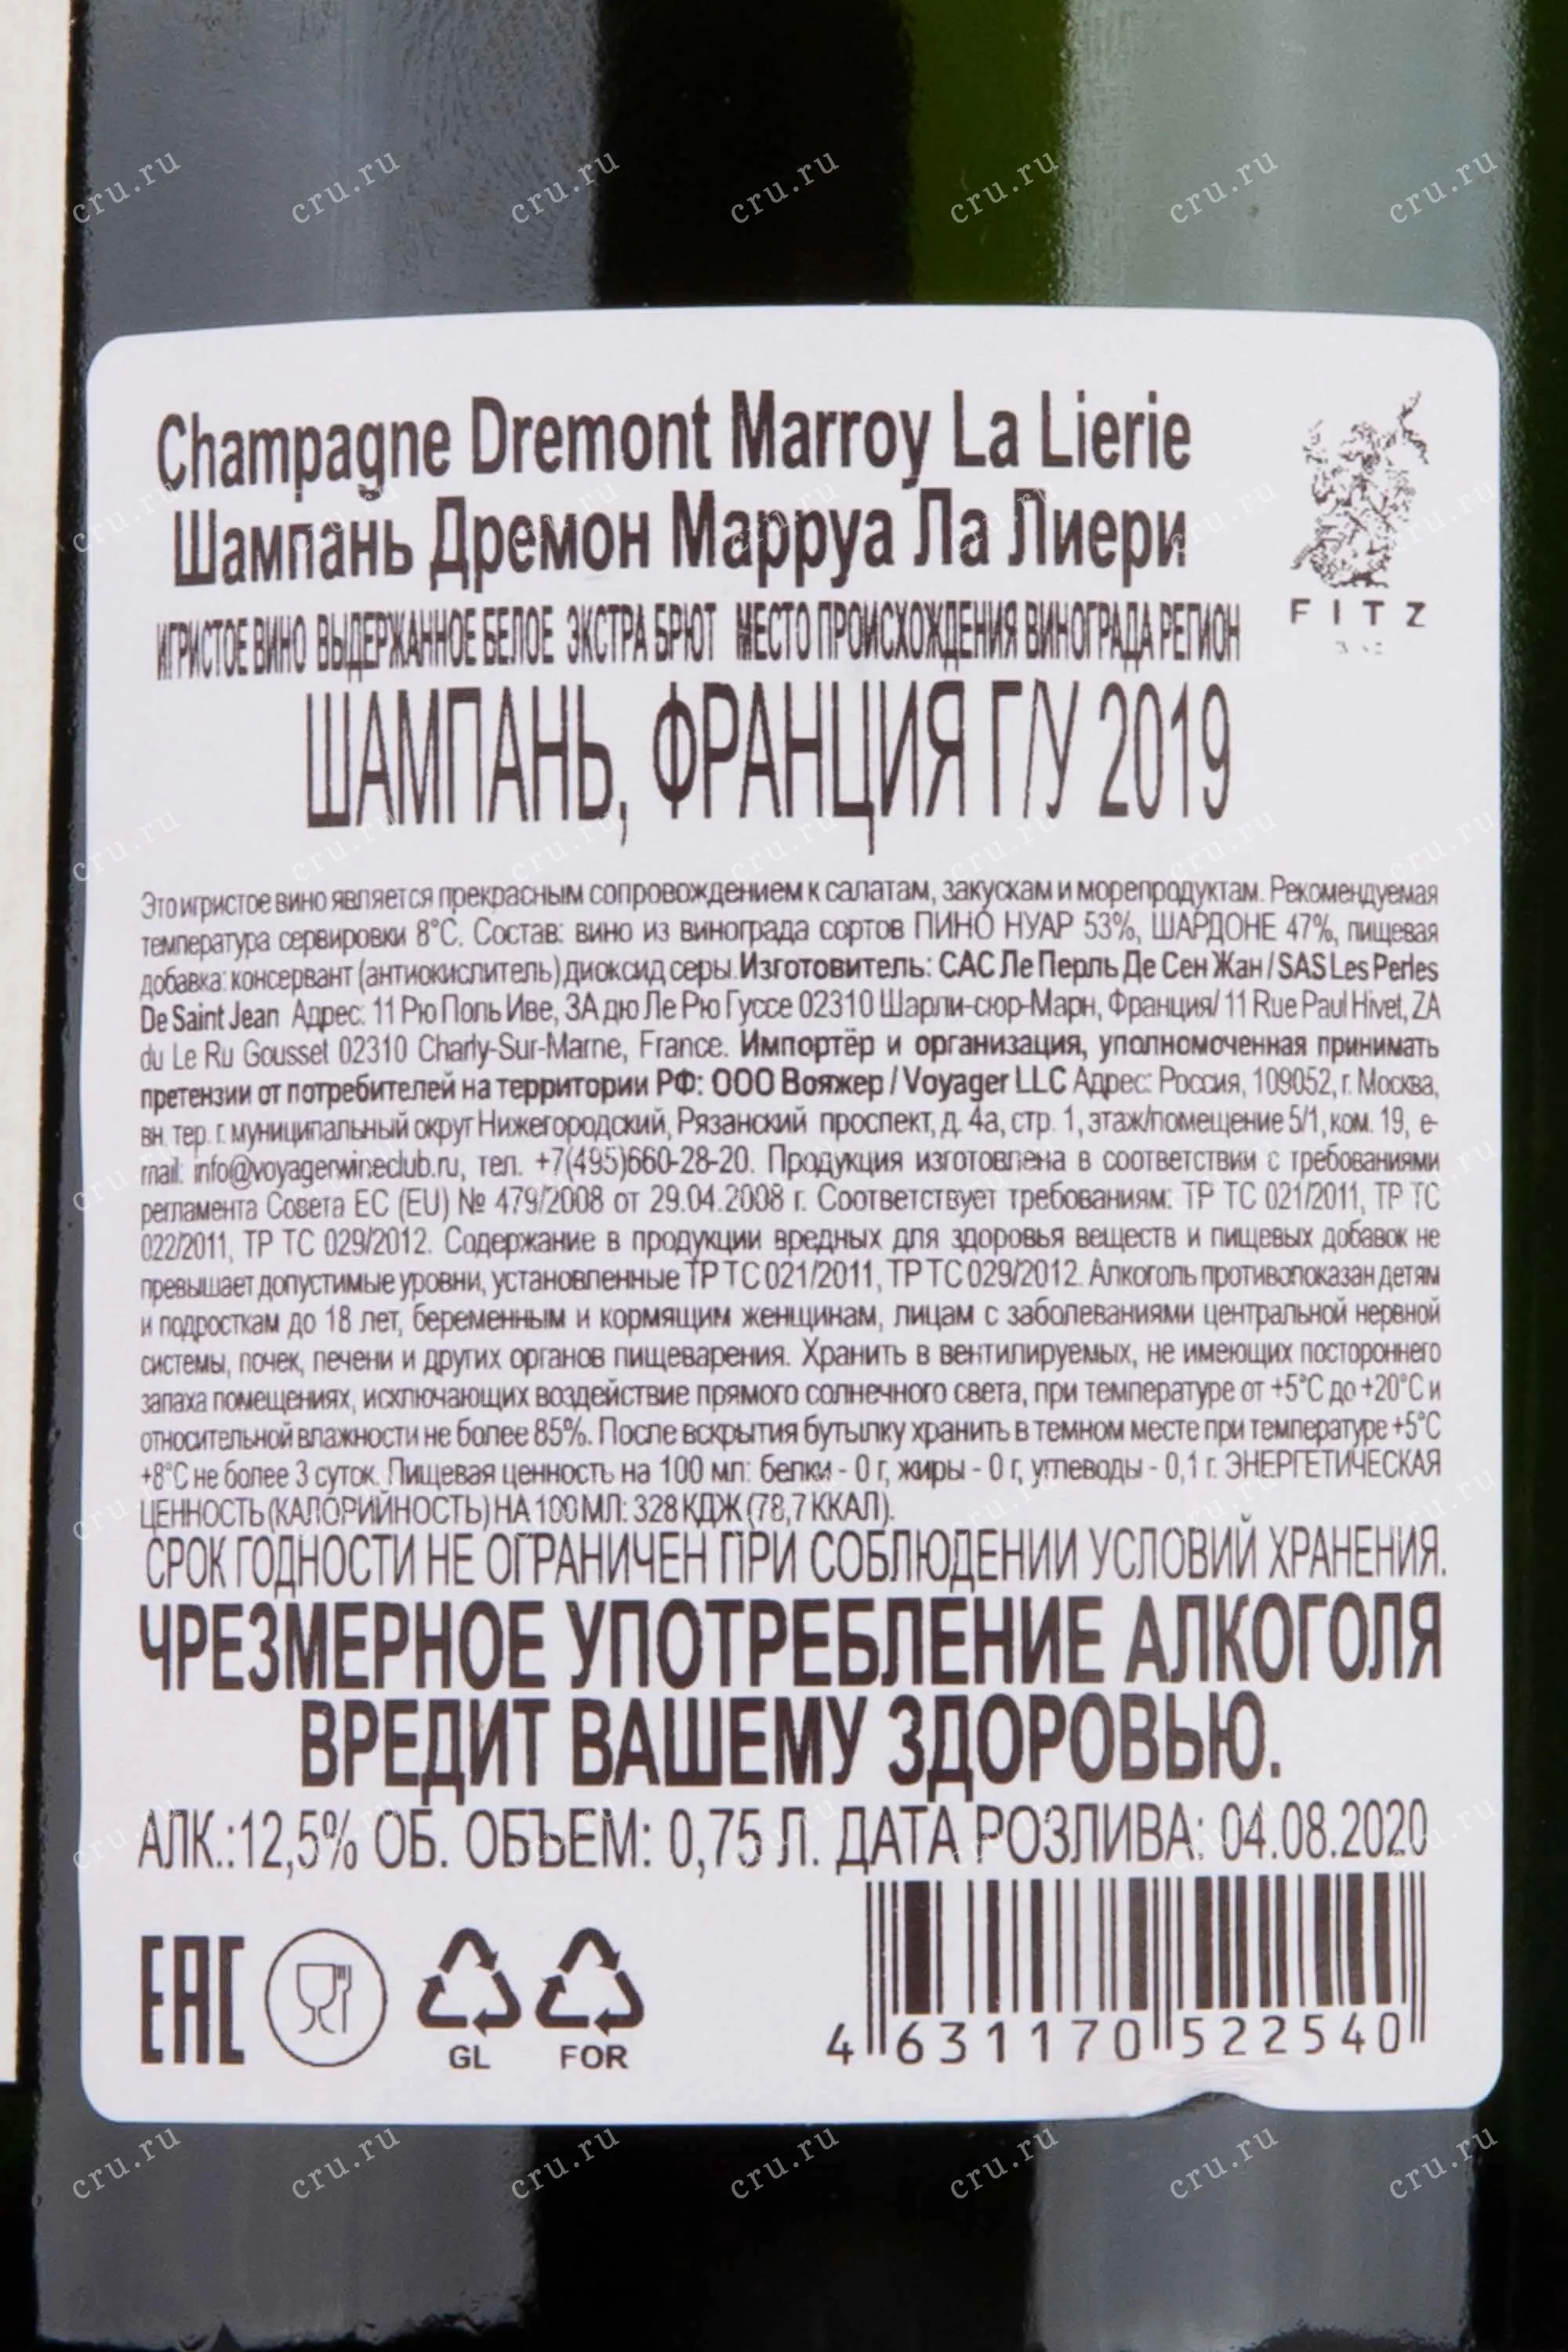 Champagne Dremont Marroy La Lierie
Шампань Дремон Марруа Ла Лиери
FITZ
ИГРИСТОЕ ВИНО ВЫДЕРЖАННОЕ БЕЛОЕ ЭКСТРА БРЮТ МЕСТО ПРОИСХОЖДЕНИЯ ВИНОГРАДА РЕГИОН
ШАМПАНЬ, ФРАНЦИЯ Г/У 2019
Это игристое вино является прекрасным сопровождением к салатам, закускам и морепродуктам. Рекомендуемая
температура сервировки 8°С. Состав: вино из винограда сортов ПИНО НУАР 53%, ШАРДОНЕ 47%, пищевая
добавка: консервант (антиокислитель) диоксид серы. Изготовитель: САС Ле Перль Де Сен Жан / SAS Les Perles
De Saint Jean Адрес: 11 Рю Поль Иве, ЗА дю Ле Рю Гуссе 02310 Шарли-сюр-Марн, Франция/ 11 Rue Paul Hivet, ZA
du Le Ru Gousset 02310 Charly-Sur-Marne, France. Импортёр и организация, уполномоченная принимать
претензии от потребителей на территории РФ: ООО Вояжер / Voyager LLC Адрес: Россия, 109052, г. Москва,
вн. тер. г. муниципальный округ Нижегородский, Рязанский проспект, д. 4а, стр. 1, этаж/помещение 5/1, ком. 19, e-
mail: info@voyagerwineclub.ru, тел. +7(495)660-28-20. Продукция изготовлена в соответствии с требованиями
регламента Совета ЕС (EU) № 479/2008 от 29.04.2008 г. Соответствует требованиям: ТР ТС 021/2011, ТР ТС
022/2011, ТР ТС 029/2012. Содержание в продукции вредных для здоровья веществ и пищевых добавок не
превышает допустимые уровни, установленные ТР ТС 021/2011, ТР ТС 029/2012. Алкоголь противопоказан детям
и подросткам до 18 лет, беременным и кормящим женщинам, лицам с заболеваниями центральной нервной
системы, почек, печени и других органов пищеварения. Хранить в вентилируемых, не имеющих постороннего
запаха помещениях, исключающих воздействие прямого солнечного света, при температуре от +5°С до +20°С и
относительной влажности не более 85%. После вскрытия бутылку хранить в темном месте при температуре +5°С
+8°С не более 3 суток. Пищевая ценность на 100 мл: белки - 0 г, жиры - 0 г, углеводы - 0,1 г. ЭНЕРГЕТИЧЕСКАЯ
ЦЕННОСТЬ (КАЛОРИЙНОСТЬ) НА 100 МЛ: 328 КДЖ (78,7 ККАЛ).
СРОК ГОДНОСТИ НЕ ОГРАНИЧЕН ПРИ СОБЛЮДЕНИИ УСЛОВИЙ ХРАНЕНИЯ.
ЧРЕЗМЕРНОЕ УПОТРЕБЛЕНИЕ АЛКОГОЛЯ
ВРЕДИТ ВАШЕМУ ЗДОРОВЬЮ.
АЛК.:12,5% ОБ. ОБЪЕМ: 0,75 Л. ДАТА РОЗЛИВА: 04.08.2020
EAC
GL FOR
4 631170 522540
cru.ru